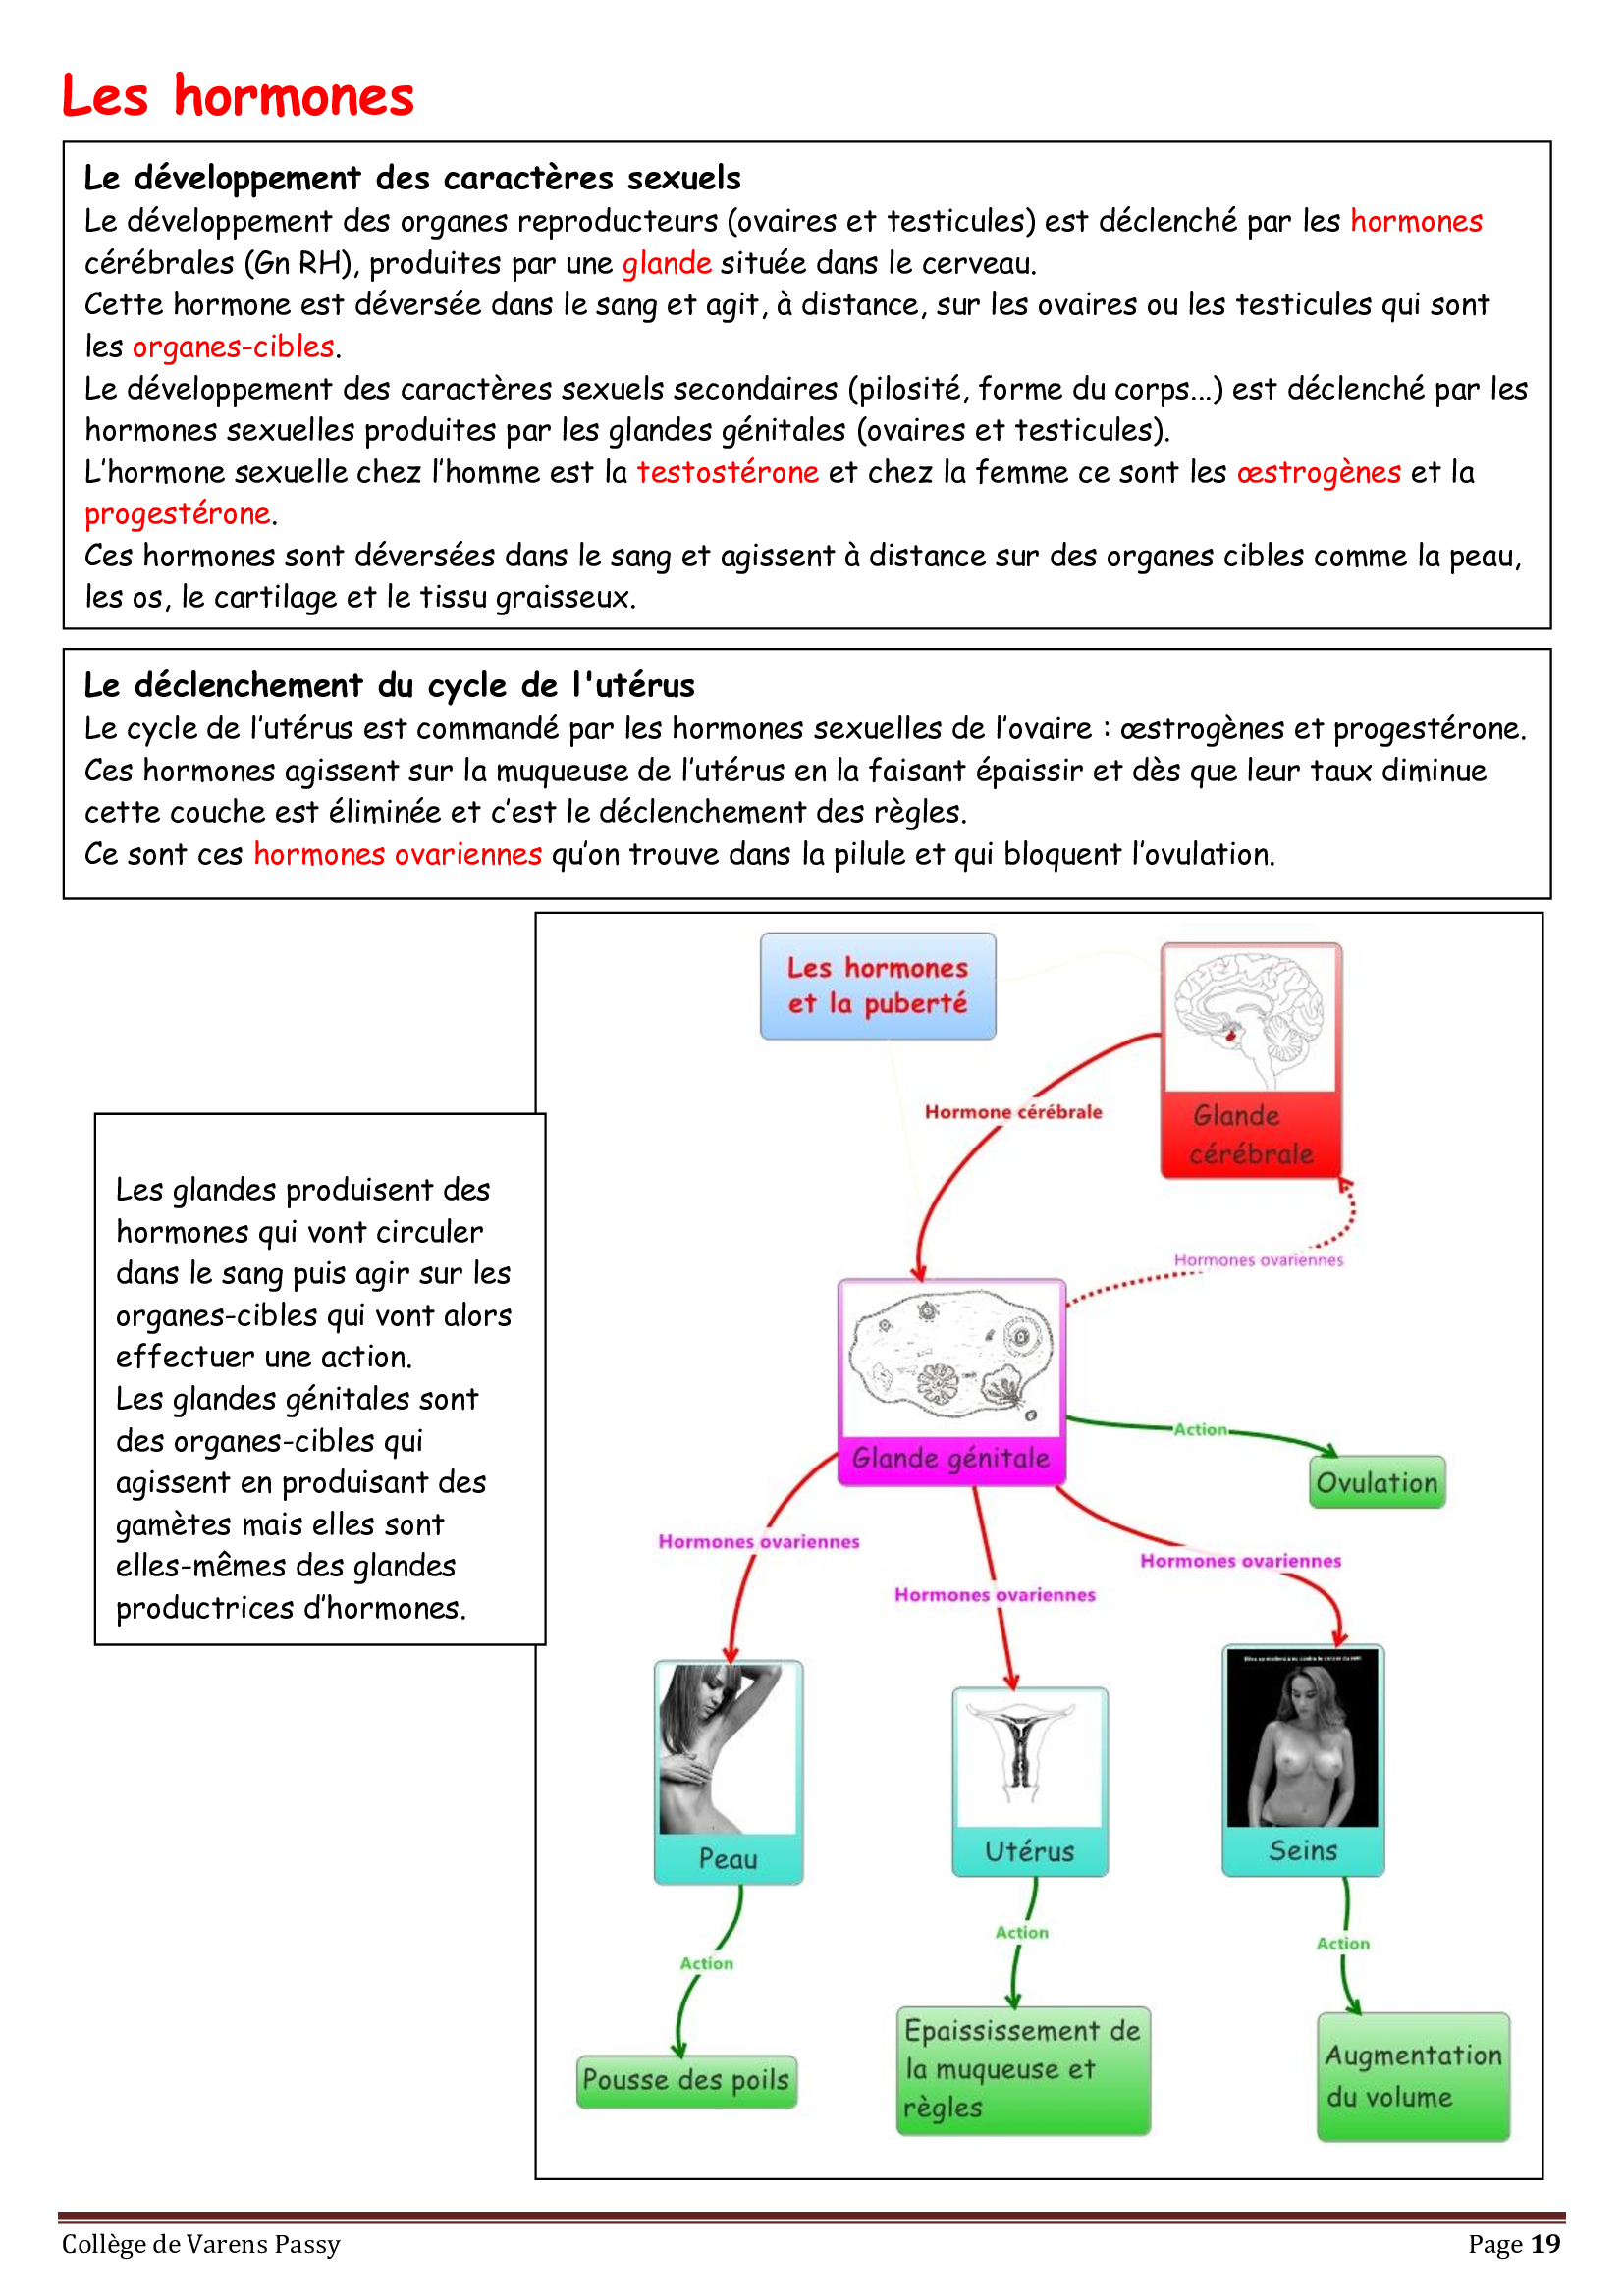 Les hormones
Le développement des caractères sexuels
Le développement des organes reproducteurs (ovaires et testicules) est déclenché par les hormones
cérébrales (Gn RH), produites par une glande située dans le cerveau.
Cette hormone est déversée dans le sang et agit, à distance, sur les ovaires ou les testicules qui sont
les organes-cibles.
Le développement des caractères sexuels secondaires (pilosité, forme du corps...) est déclenché par les
hormones sexuelles produites par les glandes génitales (ovaires et testicules).
L’hormone sexuelle chez l’homme est la testostérone et chez la femme ce sont les œstrogènes et la
progestérone.
Ces hormones sont déversées dans le sang et agissent à distance sur des organes cibles comme la peau,
les os, le cartilage et le tissu graisseux.
Le déclenchement du cycle de l'utérus
Le cycle de l’utérus est commandé par les hormones sexuelles de l’ovaire : œstrogènes et progestérone.
Ces hormones agissent sur la muqueuse de l’utérus en la faisant épaissir et dès que leur taux diminue
cette couche est éliminée et c’est le déclenchement des règles.
Ce sont ces hormones ovariennes qu’on trouve dans la pilule et qui bloquent l’ovulation.
Les glandes produisent des
hormones qui vont circuler
dans le sang puis agir sur les
organes-cibles qui vont alors
effectuer une action.
Les glandes génitales sont
des organes-cibles qui
agissent en produisant des
gamètes mais elles sont
elles-mêmes des glandes
productrices d’hormones.
Les hormones
et la puberté
Glande
cérébrale
Hormone cérébrale
Hormones ovariennes
Glande génitale
Action
Ovulation
Hormones ovariennes
Hormones ovariennes
Hormones ovariennes
Peau
Utérus
Seins
Action
Action
Action
Pousse des poils
Epaississement de
la muqueuse et
règles
Augmentation
du volume
Collège de Varens Passy
Page 19